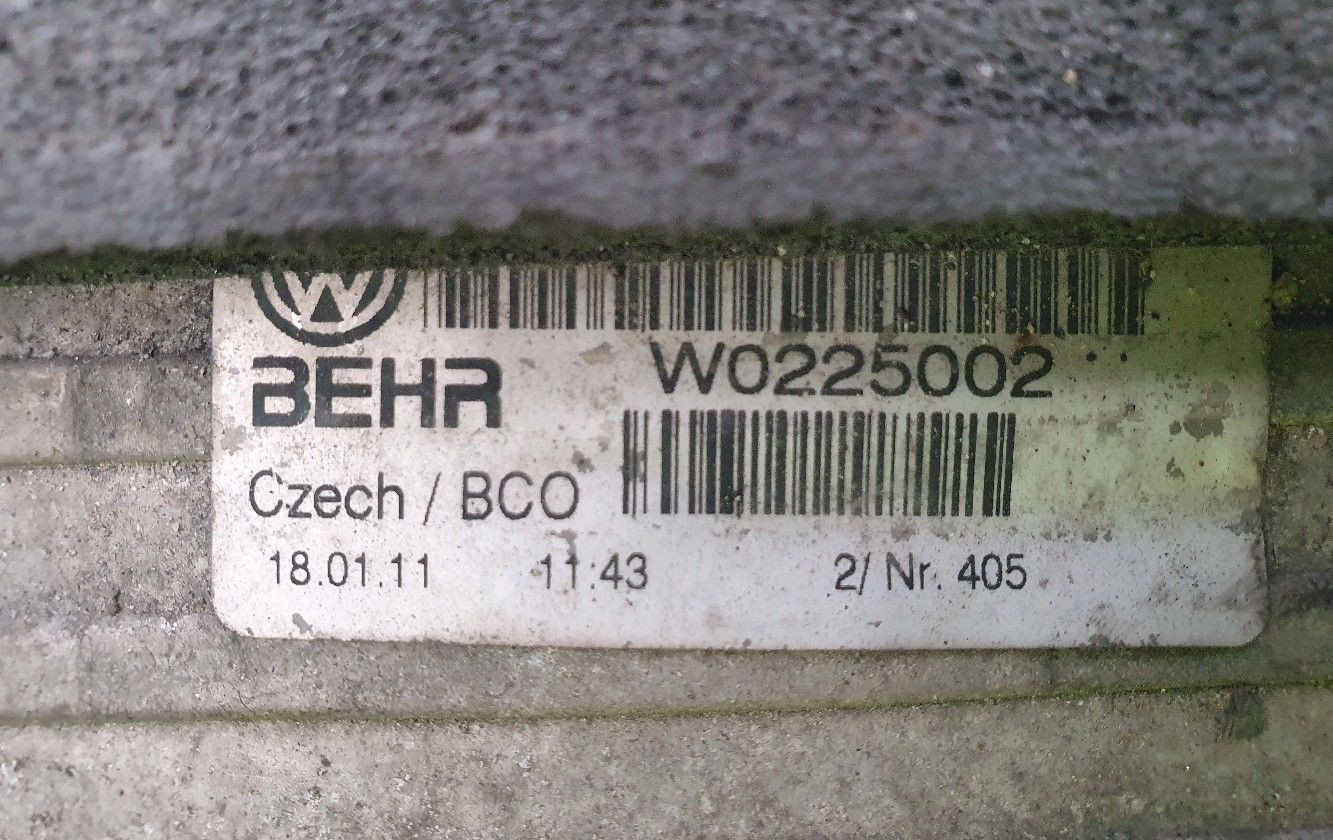 W0225002
BEHR
Czech / BCO
18.01.11 11:43 2/ Nr. 405